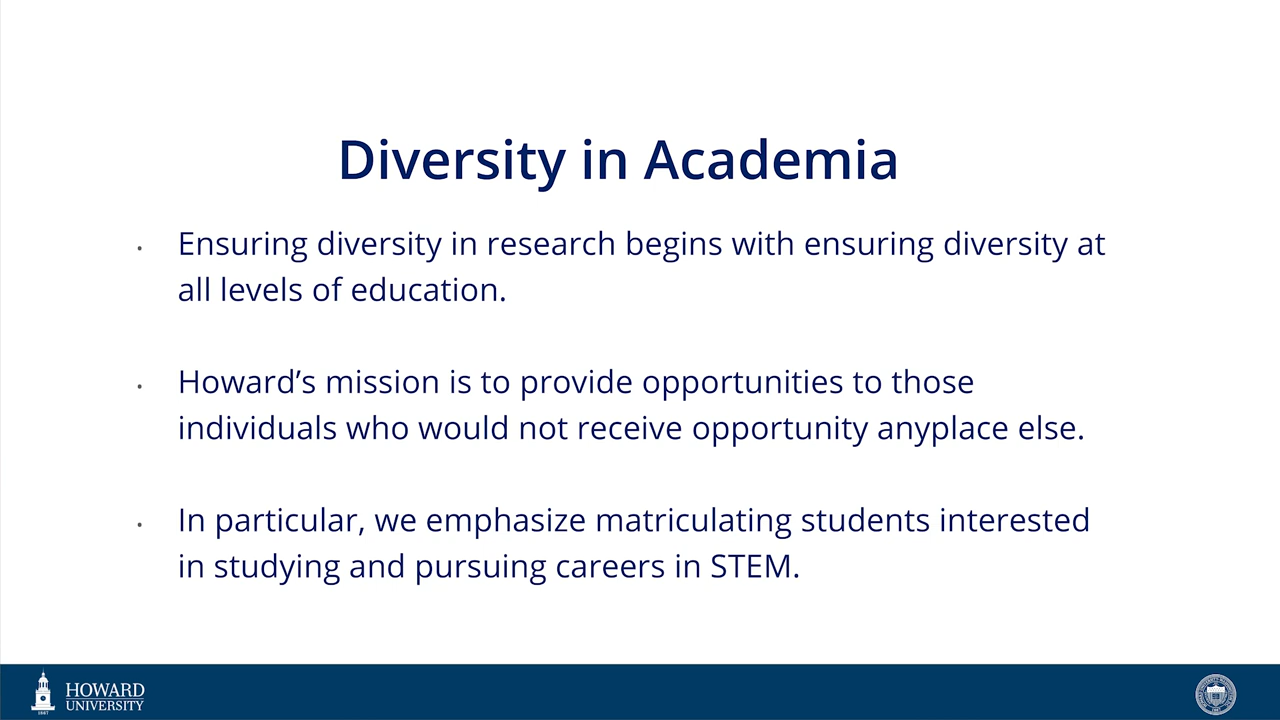 Diversity in Academia
· Ensuring diversity in research begins with ensuring diversity at
all levels of education.
· Howard’s mission is to provide opportunities to those
individuals who would not receive opportunity anyplace else.
· In particular, we emphasize matriculating students interested
in studying and pursuing careers in STEM.
HOWARD
UNIVERSITY
1867